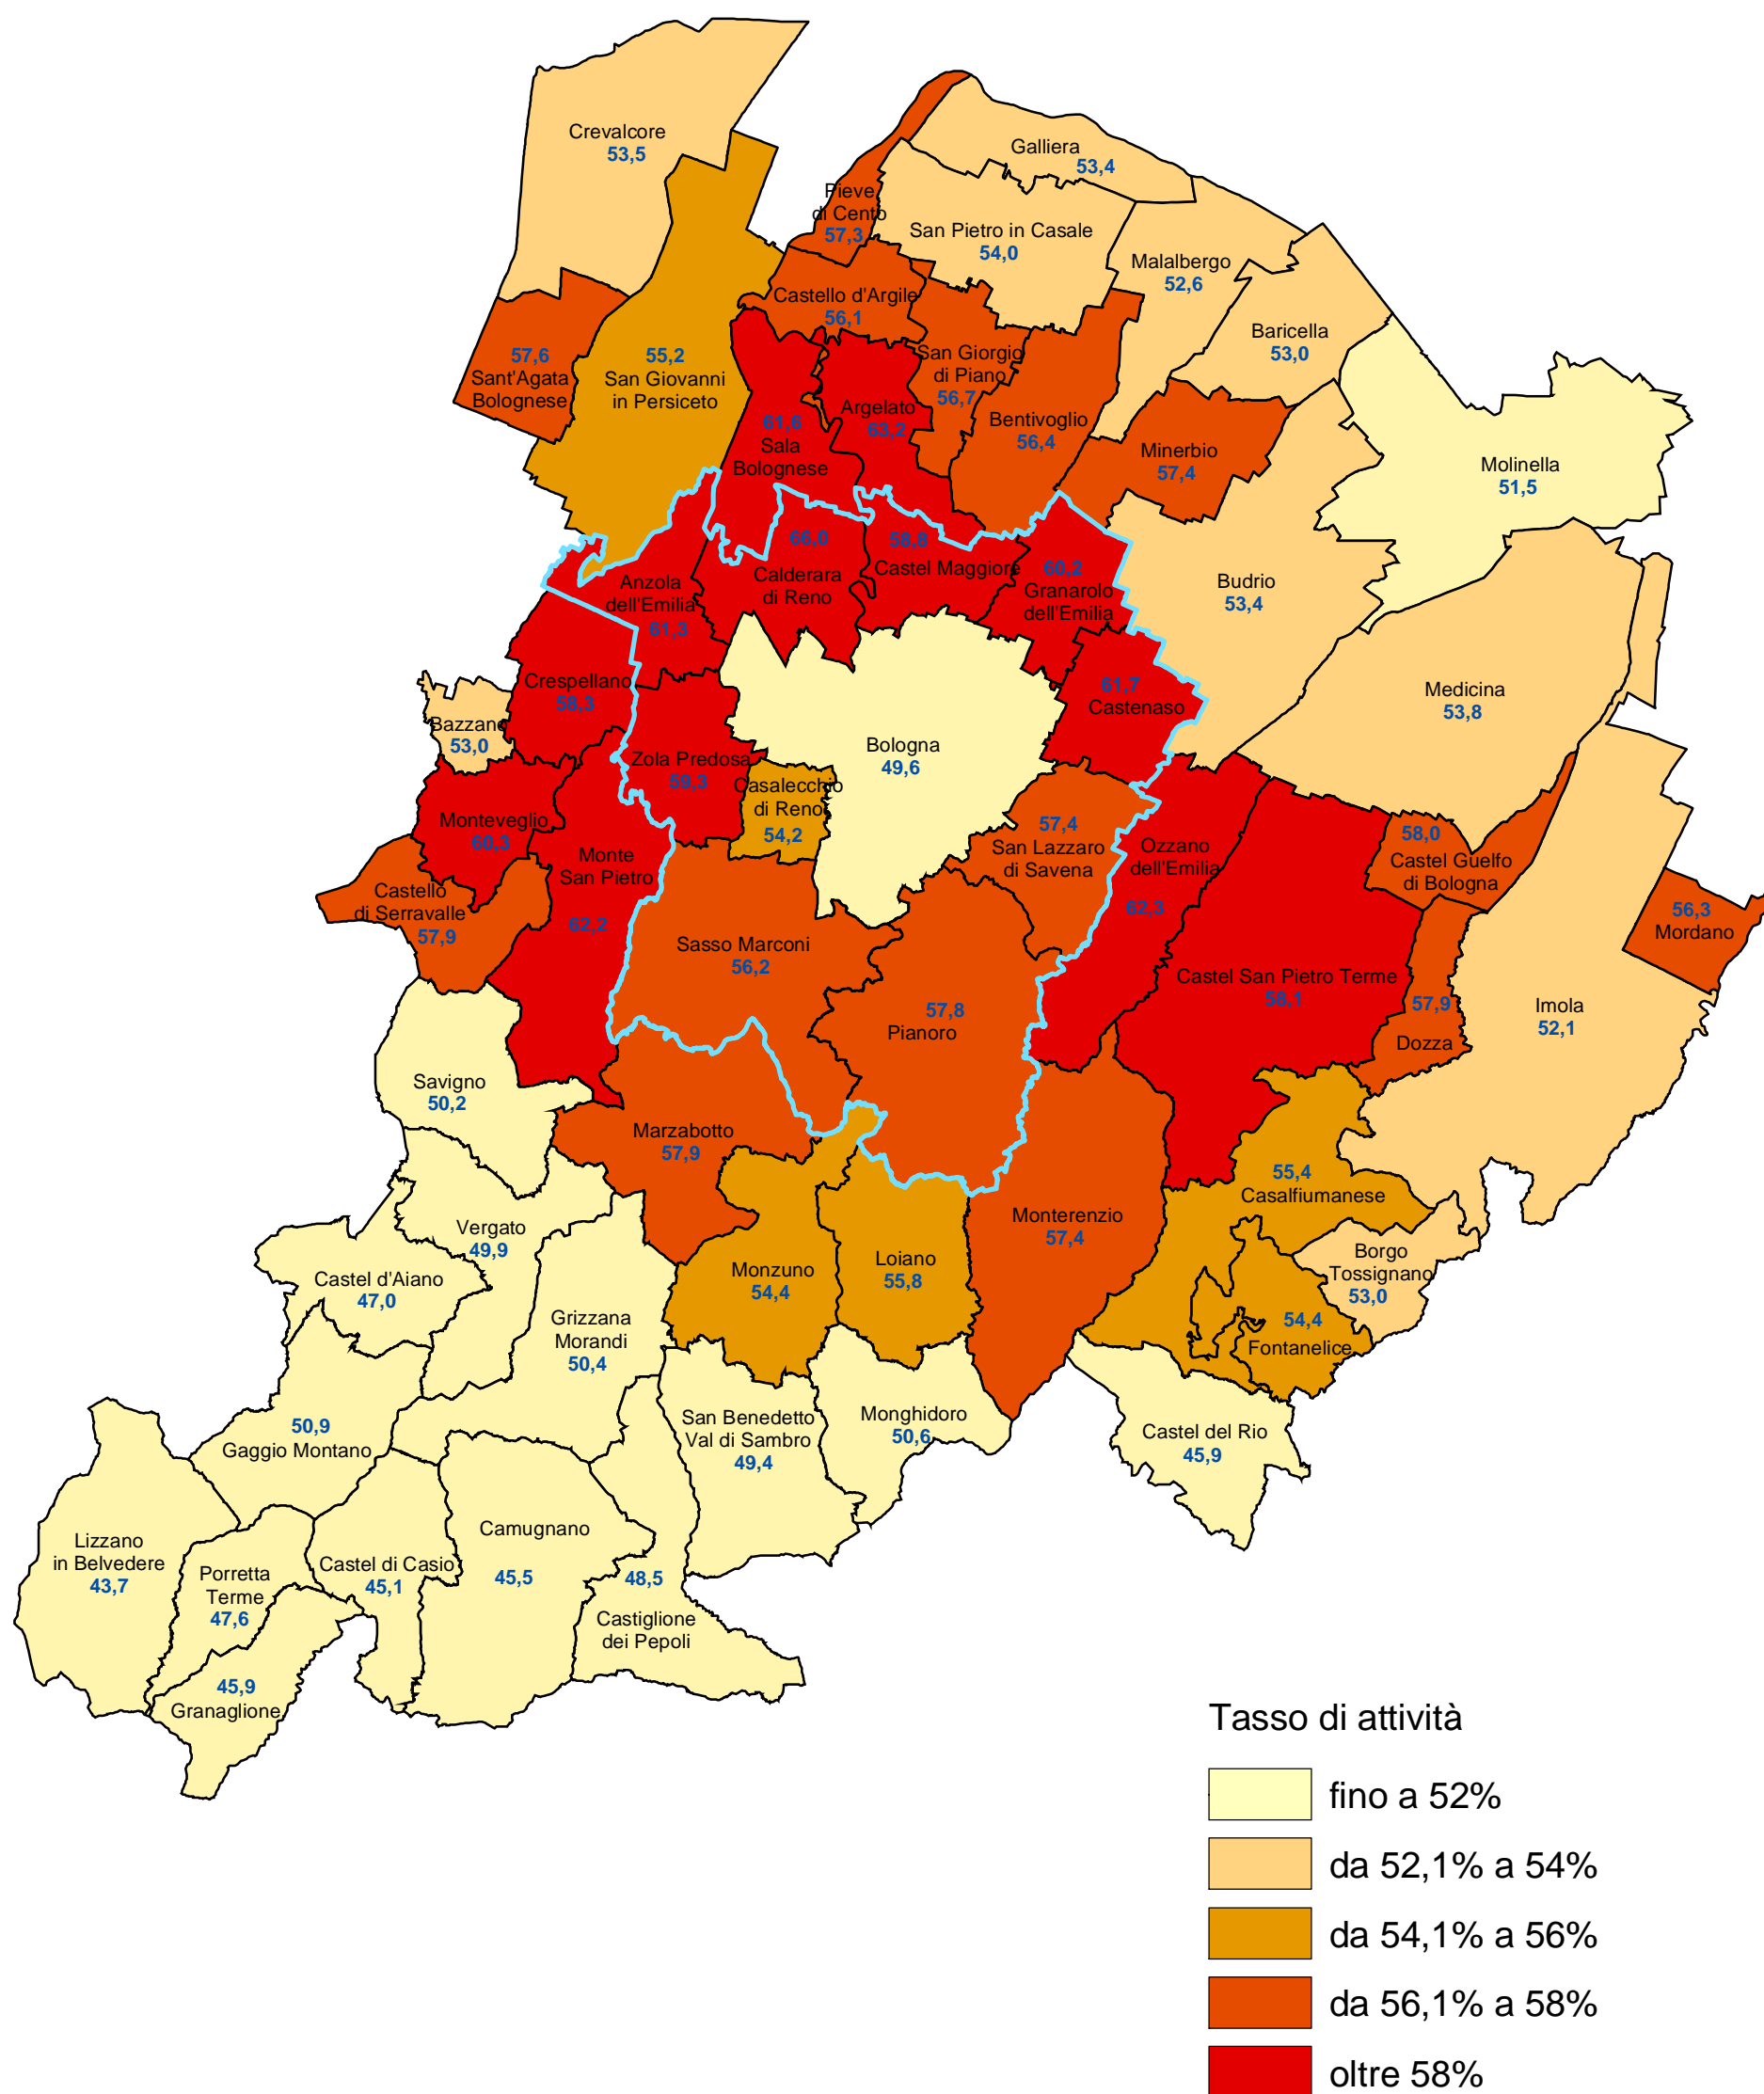 Crevalcore
53,5
Galliera
53,4
Pieve
di Cento
57,3
San Pietro in Casale
54,0
Malalbergo
52,6
Castello d'Argile
56,1
Baricella
53,0
57,6
Sant'Agata
Bolognese
55,2
San Giovanni
in Persiceto
San Giorgio
di Piano
56,7
Argelato
63,2
61,6
Sala
Bolognese
Bentivoglio
56,4
Minerbio
57,4
Molinella
51,5
66,0
Calderara
di Reno
58,8
Castel Maggiore
60,2
Granarolo
dell'Emilia
Anzola
dell'Emilia
61,3
Budrio
53,4
Crespellano
58,3
61,7
Castenaso
Medicina
53,8
Bazzano
53,0
Bologna
49,6
Zola Predosa
59,3
Casalecchio
di Reno
54,2
Monteveglio
60,3
57,4
San Lazzaro
di Savena
Ozzano
dell'Emilia
62,3
58,0
Castel Guelfo
di Bologna
Monte
San Pietro
62,2
Castello
di Serravalle
57,9
56,3
Mordano
Sasso Marconi
56,2
Castel San Pietro Terme
58,1
57,8
Pianoro
57,9
Dozza
Imola
52,1
Savigno
50,2
Marzabotto
57,9
55,4
Casalfiumanese
Vergato
49,9
Monterenzio
57,4
Castel d'Aiano
47,0
Monzuno
54,4
Loiano
55,8
Borgo
Tossignano
53,0
Grizzana
Morandi
50,4
54,4
Fontanelice
50,9
Gaggio Montano
San Benedetto
Val di Sambro
49,4
Monghidoro
50,6
Castel del Rio
45,9
Lizzano
in Belvedere
43,7
Porretta
Terme
47,6
Castel di Casio
45,1
Camugnano
45,5
48,5
Castiglione
dei Pepoli
45,9
Granaglione
Tasso di attività
fino a 52%
da 52,1% a 54%
da 54,1% a 56%
da 56,1% a 58%
oltre 58%